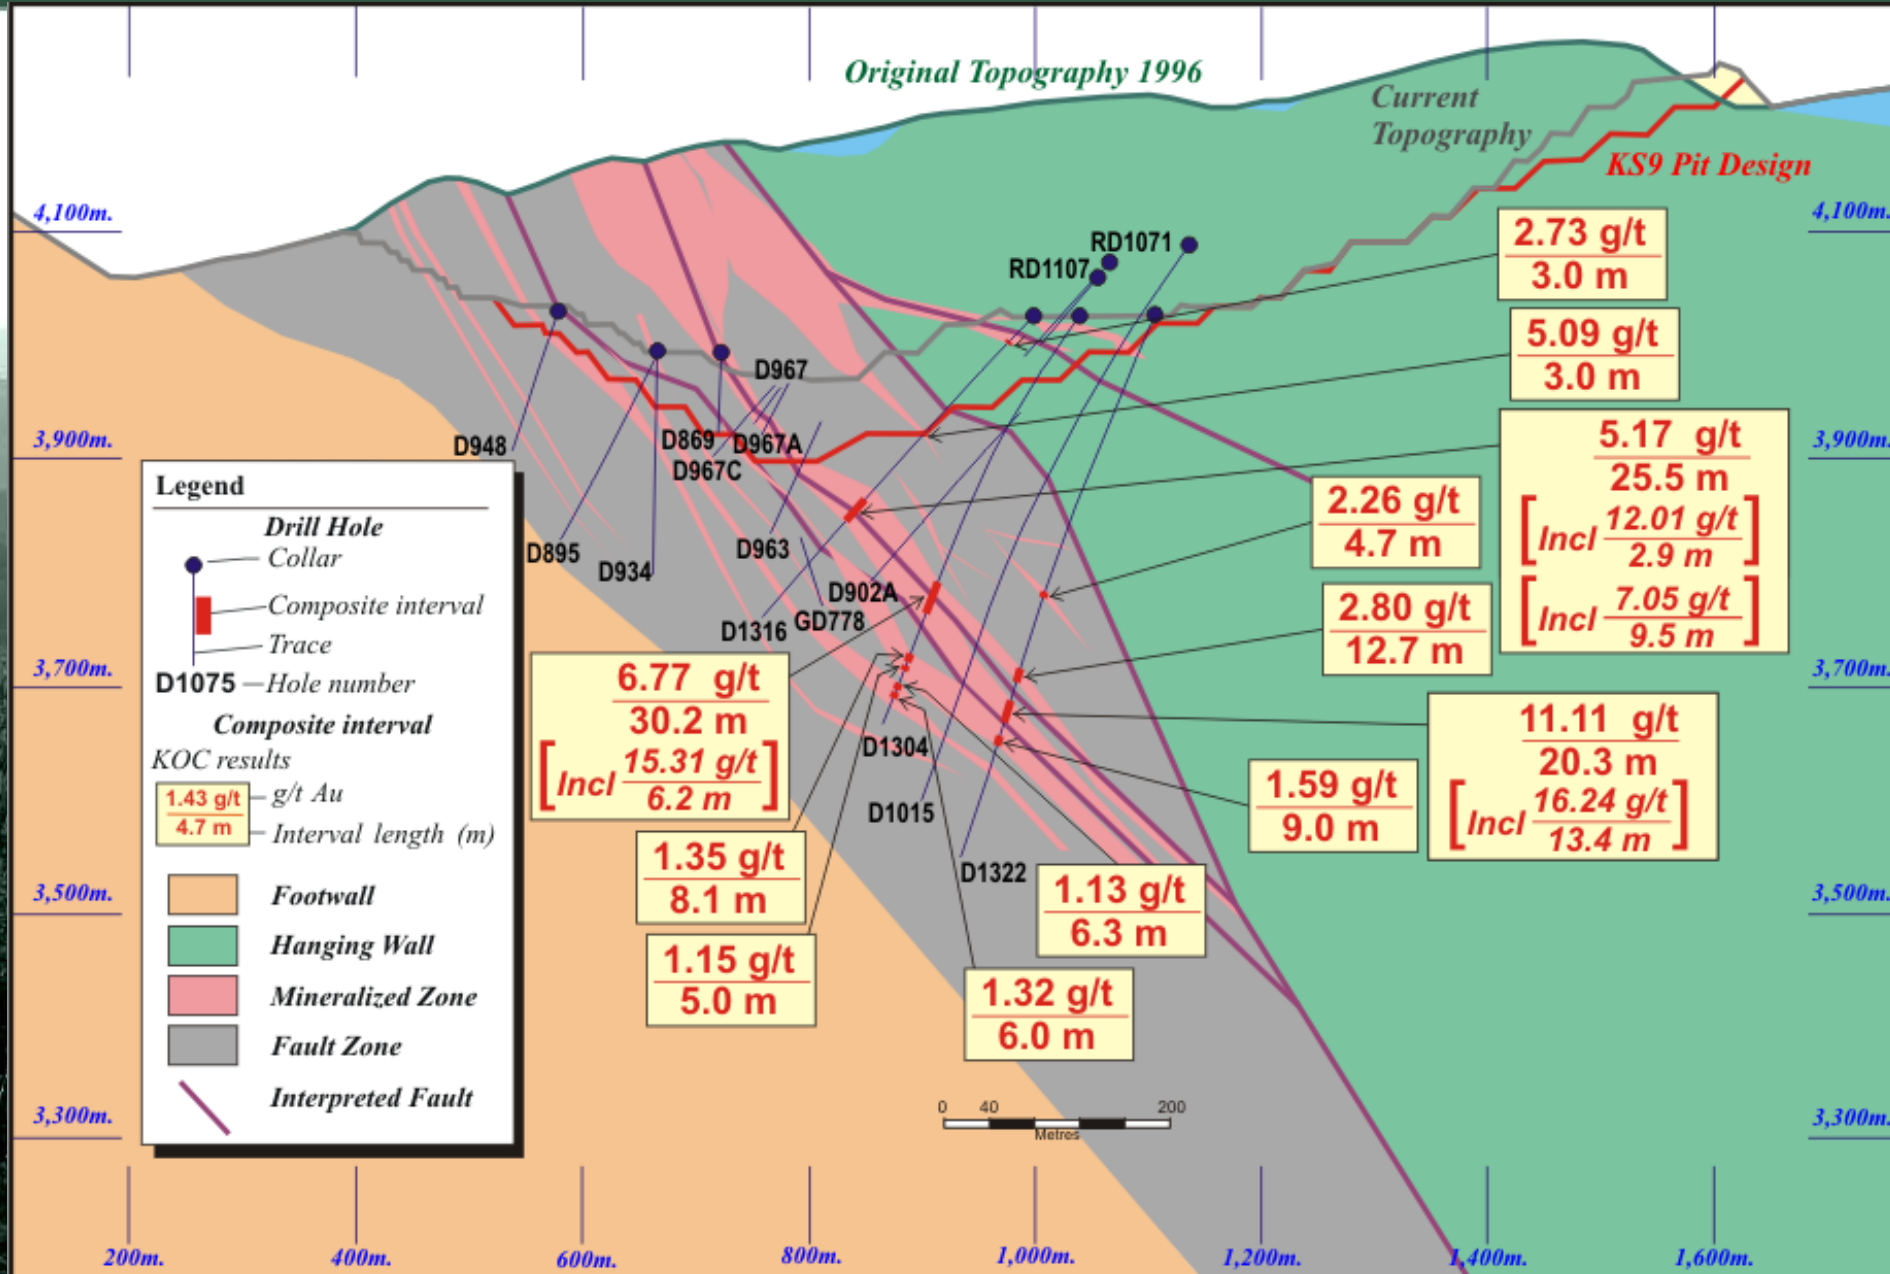 Original Topography 1996
Current
Topography
KS9 Pit Design
4,100m.
4,100m.
3,900m.
3,900m.
3,700m.
3,700m.
3,500m.
3,500m.
3,300m.
3,300m.
RD1071
RD1107
D967
D948
D869
D967A
D967C
D895
D934
D963
D902A
GD778
D1316
D1304
D1015
D1322
2.73 g/t
3.0 m
5.09 g/t
3.0 m
5.17 g/t
25.5 m
[Incl 12.01 g/t
2.9 m]
[Incl 7.05 g/t
9.5 m]
2.26 g/t
4.7 m
2.80 g/t
12.7 m
11.11 g/t
20.3 m
[Incl 16.24 g/t
13.4 m]
1.59 g/t
9.0 m
6.77 g/t
30.2 m
[Incl 15.31 g/t
6.2 m]
1.35 g/t
8.1 m
1.15 g/t
5.0 m
1.13 g/t
6.3 m
1.32 g/t
6.0 m
Legend
Drill Hole
Collar
Composite interval
Trace
D1075 Hole number
Composite interval
KOC results
1.43 g/t g/t Au
4.7 m Interval length (m)
Footwall
Hanging Wall
Mineralized Zone
Fault Zone
Interpreted Fault
0 40 200
Metres
200m. 400m. 600m. 800m. 1,000m. 1,200m. 1,400m. 1,600m.